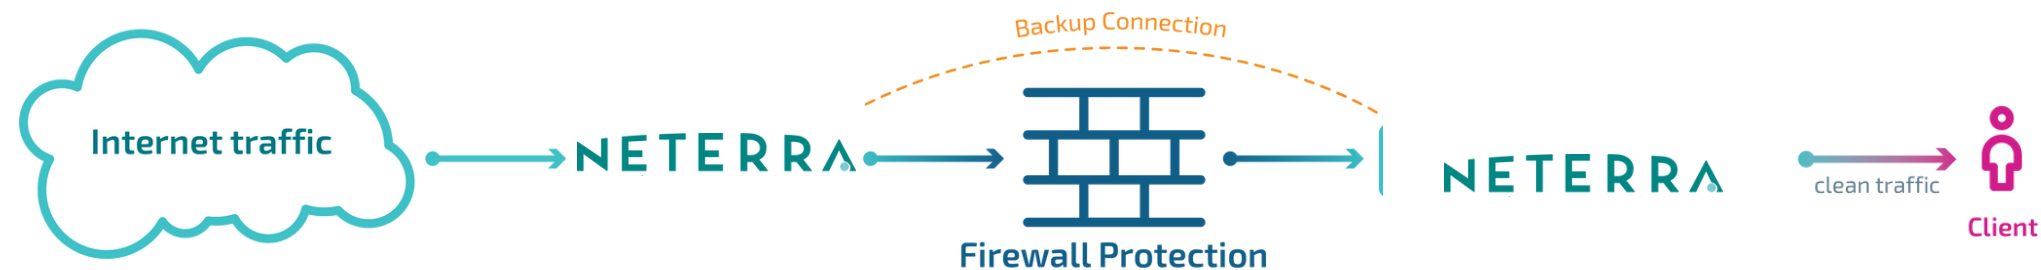 Backup Connection
Internet traffic
NETERRA
NETERRA
clean traffic
Client
Firewall Protection